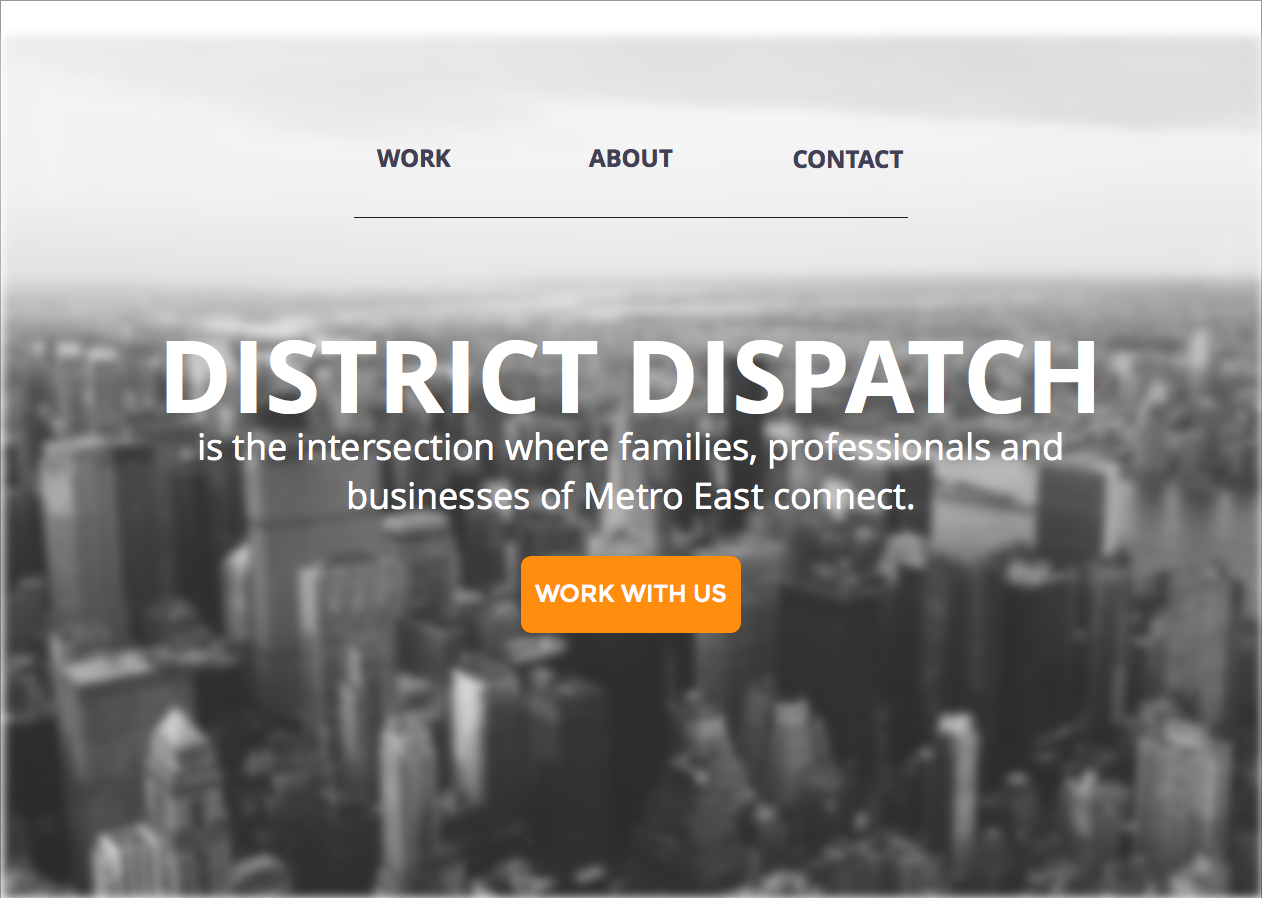 WORK ABOUT CONTACT
DISTRICT DISPATCH
is the intersection where families, professionals and
businesses of Metro East connect.
WORK WITH US